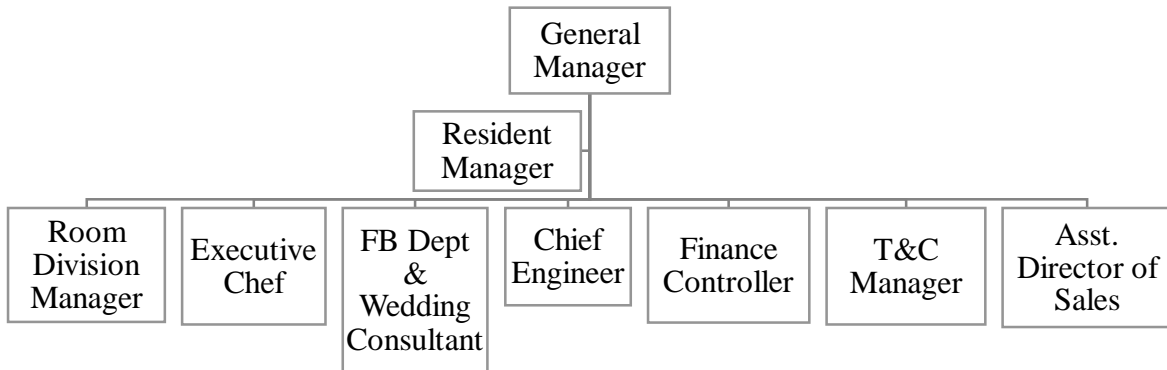 General
Manager
Resident
Manager
Room
Division
Manager
Executive
Chef
FB Dept
&
Wedding
Consultant
Chief
Engineer
Finance
Controller
T&C
Manager
Asst.
Director of
Sales